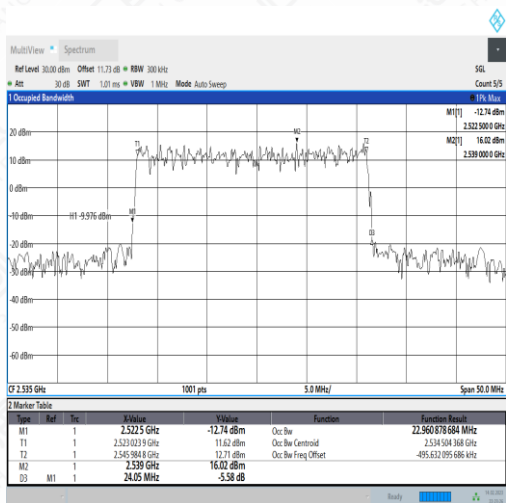 MultiView Spectrum
Ref Level 30.00 dBm Offset 11.73 dB RBW 300 kHz SGL
Att 30 dB SWT 1.01 ms VBW 1 MHz Mode Auto Sweep Count 5/5
1 Occupied Bandwidth 1Pk Max
M1[1] -12.74 dBm
2.522 500 0 GHz
M2[1] 16.02 dBm
2.539 000 0 GHz
20 dBm
M2
T1
T2
10 dBm
0 dBm
-10 dBm
H1 -9.976 dBm
M1
D3
-20 dBm
-30 dBm
-40 dBm
-50 dBm
-60 dBm
CF 2.535 GHz 1001 pts 5.0 MHz/ Span 50.0 MHz
2 Marker Table
Type Ref Trc X-Value Y-Value Function Function Result
M1 1 2.522 5 GHz -12.74 dBm Occ Bw 22.960 878 684 MHz
T1 1 2.523 023 9 GHz 11.62 dBm Occ Bw Centroid 2.534 504 368 GHz
T2 1 2.545 984 8 GHz 12.71 dBm Occ Bw Freq Offset -495.632 095 686 kHz
M2 1 2.539 GHz 16.02 dBm
D3 M1 1 24.05 MHz -5.58 dB
Ready